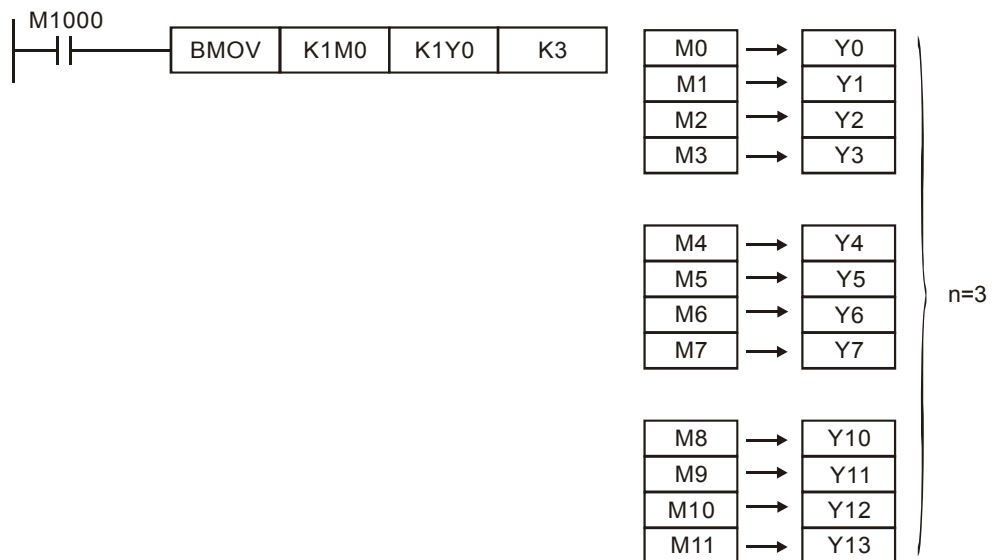 M1000
BMOV K1M0 K1Y0 K3
M0 Y0
M1 Y1
M2 Y2
M3 Y3
M4 Y4
M5 Y5
M6 Y6
M7 Y7
n=3
M8 Y10
M9 Y11
M10 Y12
M11 Y13